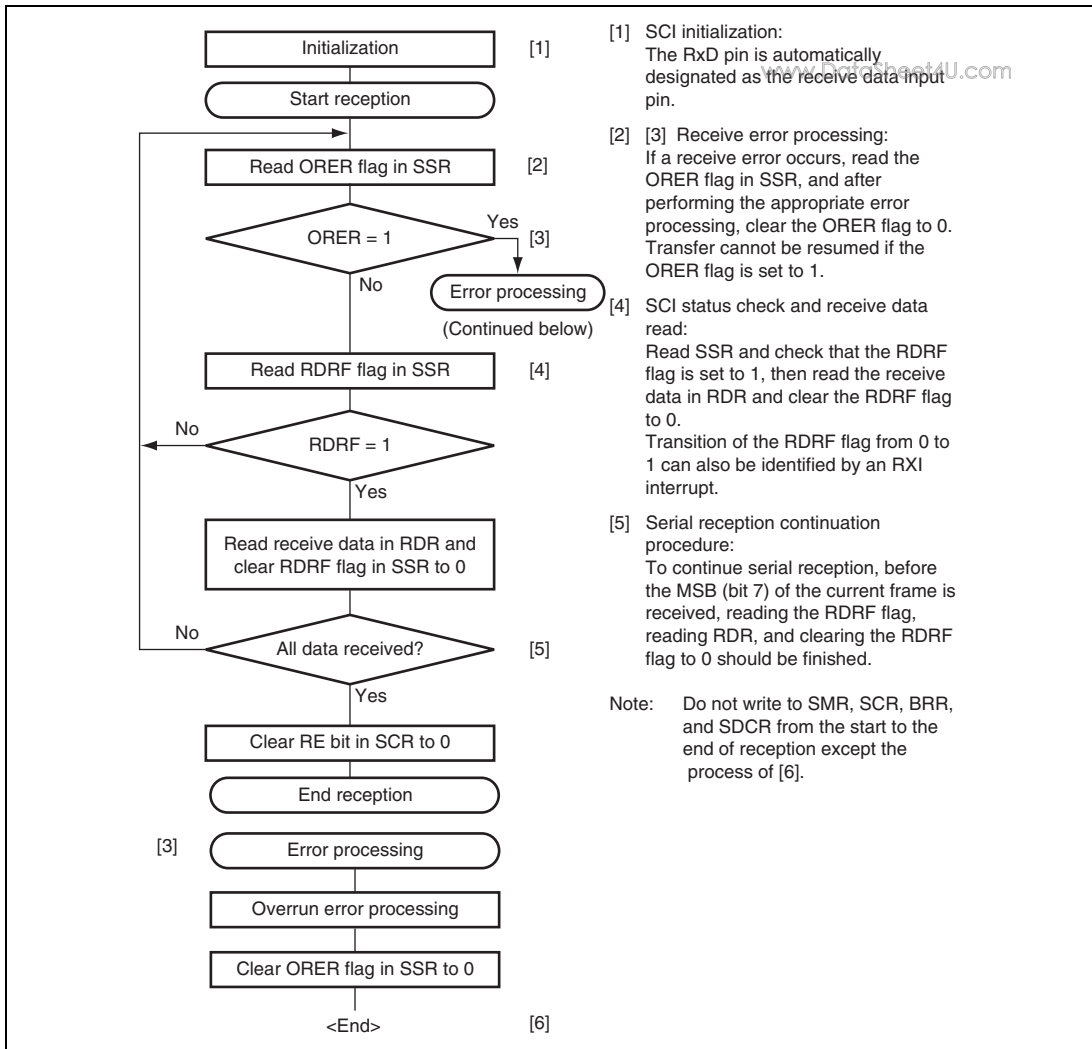 Initialization [1]
Start reception
Read ORER flag in SSR [2]
ORER = 1
Yes
[3]
No
Error processing
(Continued below)
Read RDRF flag in SSR [4]
No
RDRF = 1
Yes
Read receive data in RDR and
clear RDRF flag in SSR to 0
No
All data received? [5]
Yes
Clear RE bit in SCR to 0
End reception
[3] Error processing
Overrun error processing
Clear ORER flag in SSR to 0
<End> [6]
[1] SCI initialization:
The RxD pin is automatically
www.DataSheet4U.com
designated as the receive data input
pin.
[2] [3] Receive error processing:
If a receive error occurs, read the
ORER flag in SSR, and after
performing the appropriate error
processing, clear the ORER flag to 0.
Transfer cannot be resumed if the
ORER flag is set to 1.
[4] SCI status check and receive data
read:
Read SSR and check that the RDRF
flag is set to 1, then read the receive
data in RDR and clear the RDRF flag
to 0.
Transition of the RDRF flag from 0 to
1 can also be identified by an RXI
interrupt.
[5] Serial reception continuation
procedure:
To continue serial reception, before
the MSB (bit 7) of the current frame is
received, reading the RDRF flag,
reading RDR, and clearing the RDRF
flag to 0 should be finished.
Note: Do not write to SMR, SCR, BRR,
and SDCR from the start to the
end of reception except the
process of [6].